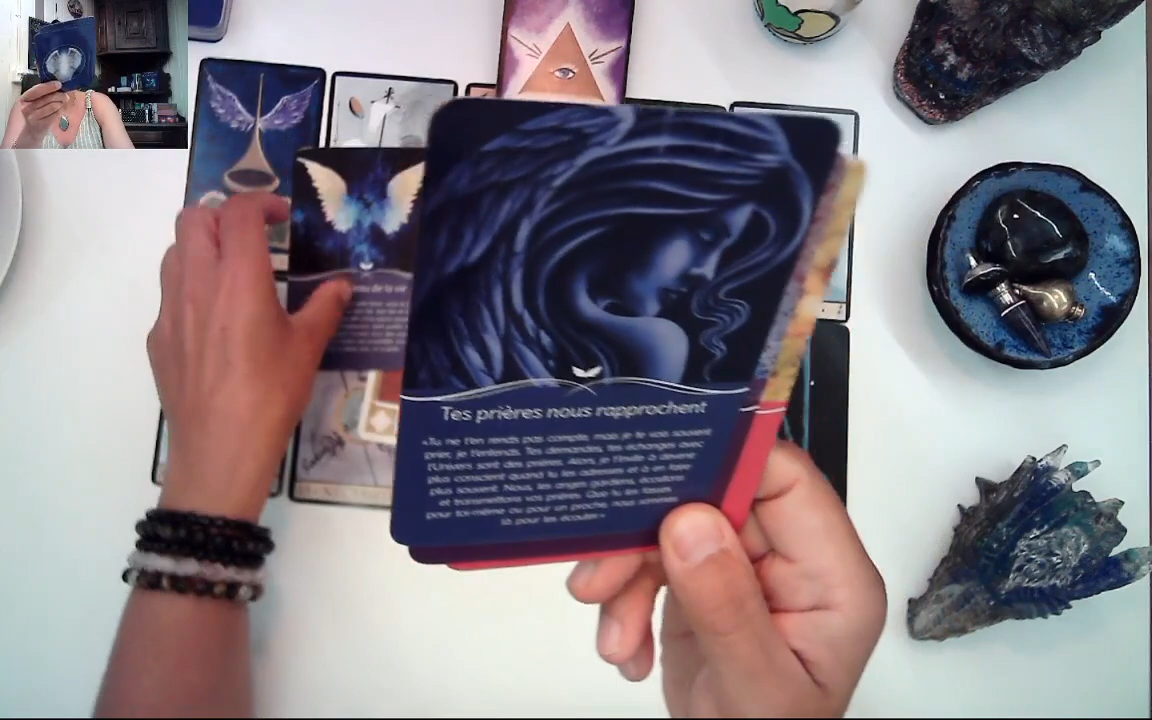 de la vie
Tes prières nous rapprochent
«Tu ne t'en rends pas compte, mais je te vois souvent
prier, je t'entends. Tes demandes, tes échanges avec
l'Univers sont des prières. Alors, je t'invite à devenir
plus conscient quand tu les adresses et à en faire
plus souvent. Nous, les anges gardiens, écoutons
et transmettons vos prières. Que tu les fasses
pour toi-même ou pour un proche, nous sommes
là pour les écouter»